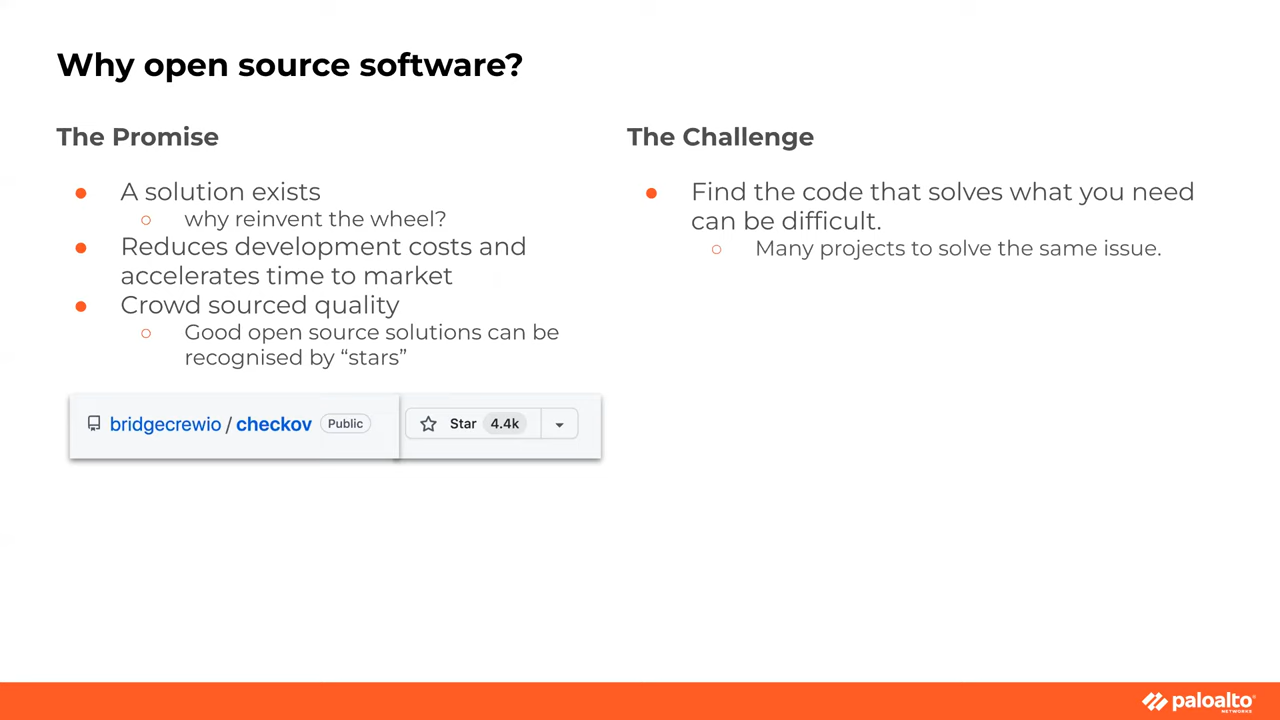 Why open source software?
The Promise
● A solution exists
○ why reinvent the wheel?
● Reduces development costs and
accelerates time to market
● Crowd sourced quality
○ Good open source solutions can be
recognised by “stars”
bridgecrewio / checkov Public
Star 4.4k
The Challenge
● Find the code that solves what you need
can be difficult.
○ Many projects to solve the same issue.
paloalto
NETWORKS